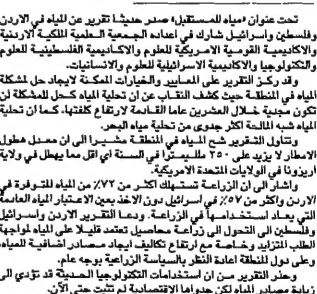 تحت عنوان «مياه للمستقبل» صدر حديثا تقرير عن المياه في الاردن
وفلسطين واسرائيل شارك في اعداده الجمعية العلمية الملكية الاردنية
والاكاديمية القومية الامريكية للعلوم والاكاديمية الفلسطينية للعلوم
والتكنولوجيا والاكاديمية الاسرائيلية للعلوم والانسانيات.
وقد ركز التقرير على المعايير والخيارات الممكنة لايجاد حل لمشكلة
المياه في المنطقة حيث كشف النقاب عن ان تحلية المياه كحل للمشكلة لن
تكون مجدية خلال العشرين عاما القادمة لارتفاع كلفتها، كما ان تحلية
المياه شبه المالحة اكثر جدوى من تحلية مياه البحر.
وتناول التقرير شح المياه في المنطقة مشيرا الى ان معدل هطول
الامطار لا يزيد على ٢٥٠ ملليمترا في السنة اي اقل مما يهطل في ولاية
اريزونا في الولايات المتحدة الامريكية.
واشار الى ان الزراعة تستهلك اكثر من ٧٢٪ من المياه المتوفرة في
الاردن واكثر من ٥٧٪ في اسرائيل دون الاخذ بعين الاعتبار المياه العادمة
التي يعاد استخدامها في الزراعة. ودعا التقرير الاردن واسرائيل
وفلسطين الى التحول الى زراعة محاصيل تعتمد قليلا على المياه لمواجهة
الطلب المتزايد وخاصة مع ارتفاع تكاليف ايجاد مصادر اضافية للمياه،
وعلى دول المنطقة اعادة النظر بالسياسة الزراعية بوجه عام.
وحذر التقرير من ان استخدامات التكنولوجيا الحديثة قد تؤدي الى
زيادة مصادر المياه لكن جدواها الاقتصادية لم تثبت حتى الآن.